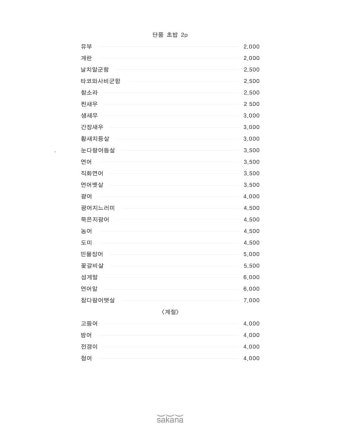 단품 초밥 2p
유부 2,000
계란 2,000
날치알군함 2,500
타코와사비군함 2,500
참소라 2,500
찐새우 2 500
생새우 3,000
간장새우 3,000
황새치등살 3,000
눈다랑어등살 3,500
연어 3,500
직화연어 3,500
연어뱃살 3,500
광어 4,000
광어지느러미 4,500
묵은지광어 4,500
농어 4,500
도미 4,500
민물장어 5,000
꽃갈비살 5,500
성게알 6,000
연어알 6,000
참다랑어뱃살 7,000
<계절>
고등어 4,000
방어 4,000
전갱이 4,000
청어 4,000
sakana